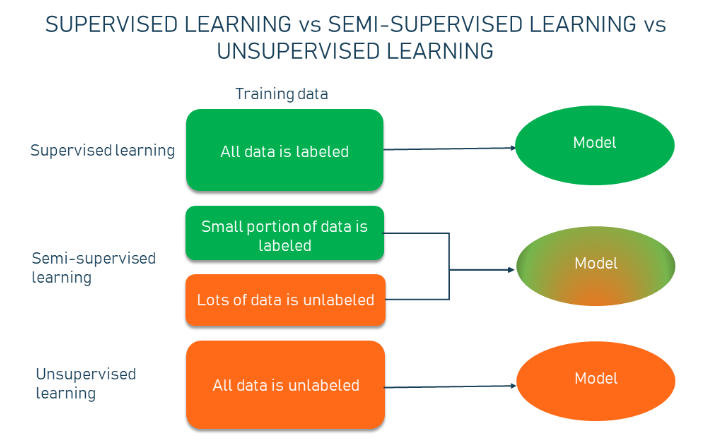 SUPERVISED LEARNING vs SEMI-SUPERVISED LEARNING vs
UNSUPERVISED LEARNING
Training data
Supervised learning
All data is labeled
Model
Semi-supervised
learning
Small portion of data is
labeled
Lots of data is unlabeled
Model
Unsupervised
learning
All data is unlabeled
Model